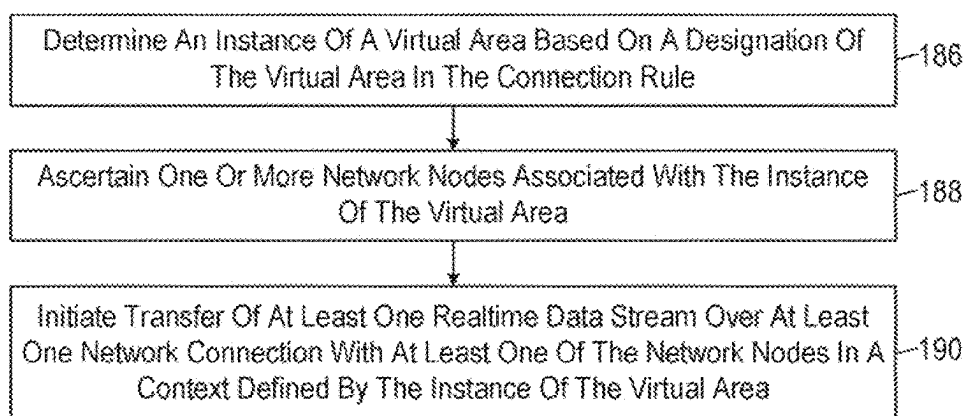 Determine An Instance Of A Virtual Area Based On A Designation Of
The Virtual Area In The Connection Rule
186
Ascertain One Or More Network Nodes Associated With The Instance
Of The Virtual Area
188
Initiate Transfer Of At Least One Realtime Data Stream Over At Least
One Network Connection With At Least One Of The Network Nodes In A
Context Defined By The Instance Of The Virtual Area
190